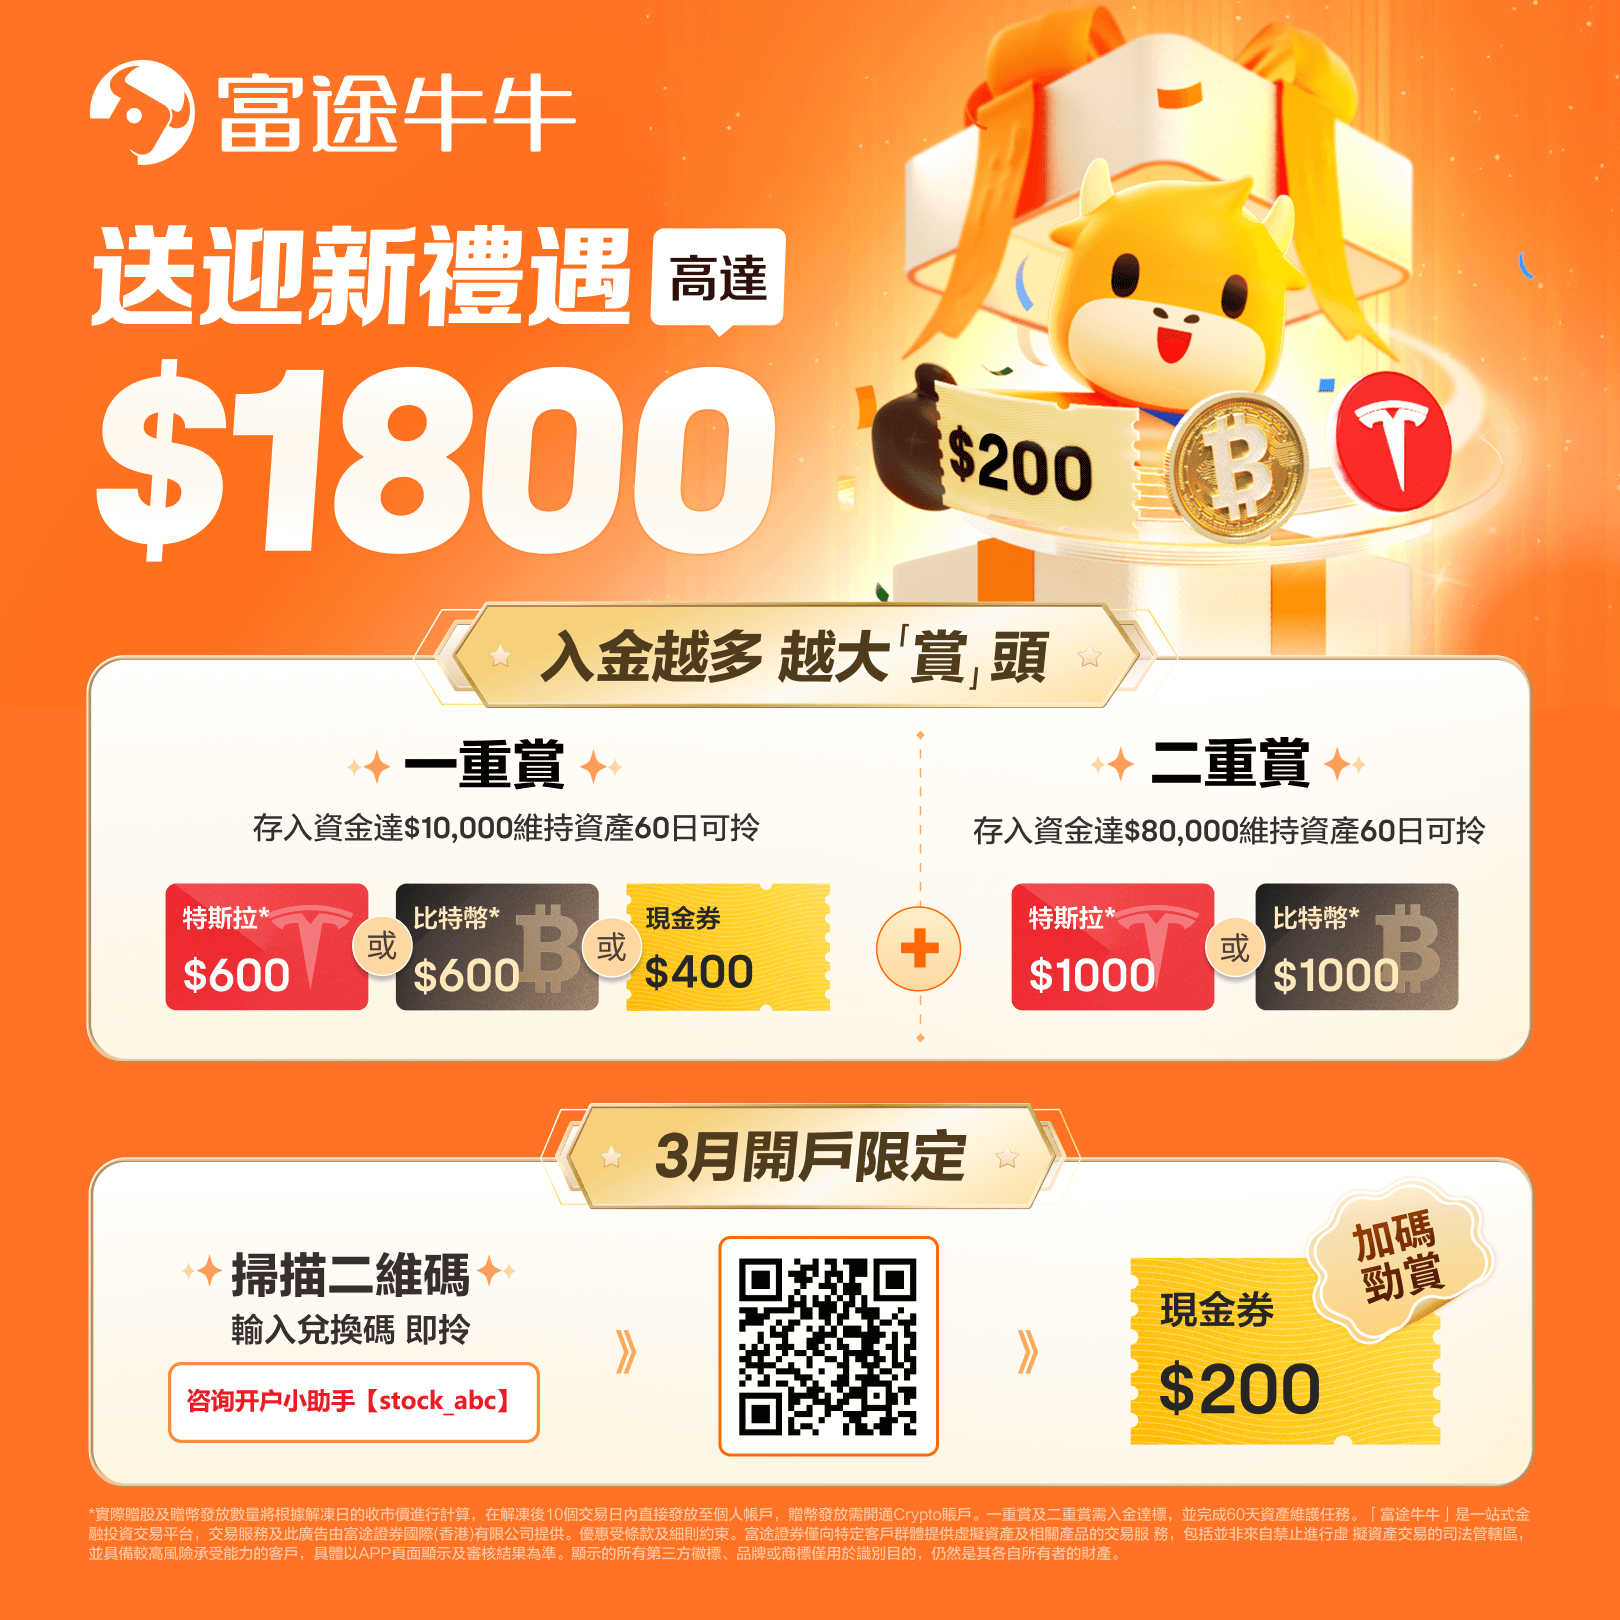 富途牛牛
送迎新禮遇 高達
$1800
$200
入金越多 越大「賞」頭
一重賞
存入資金達$10,000維持資產60日可拎
特斯拉*
$600
或
比特幣*
$600
或
現金券
$400
二重賞
存入資金達$80,000維持資產60日可拎
特斯拉*
$1000
或
比特幣*
$1000
3月開戶限定
掃描二維碼
輸入兌換碼 即拎
咨询开户小助手【stock_abc】
加碼
勁賞
現金券
$200
*實際贈股及贈幣發放數量將根據解凍日的收市價進行計算，在解凍後10個交易日內直接發放至個人帳戶，贈幣發放需開通Crypto賬戶。一重賞及二重賞需入金達標，並完成60天資產維護任務。「富途牛牛」是一站式金
融投資交易平台，交易服務及此廣告由富途證券國際(香港)有限公司提供。優惠受條款及細則約束。富途證券僅向特定客戶群體提供虛擬資產及相關產品的交易服 務，包括並非來自禁止進行虛 擬資產交易的司法管轄區，
並具備較高風險承受能力的客戶，具體以APP頁面顯示及審核結果為準。顯示的所有第三方徽標、品牌或商標僅用於識別目的，仍然是其各自所有者的財產。